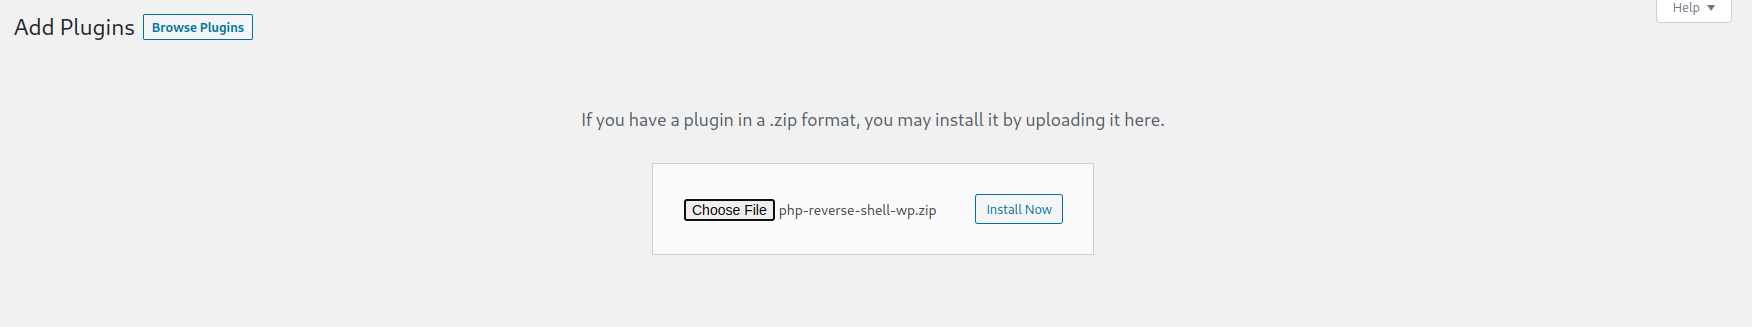 Help
Add Plugins Browse Plugins
If you have a plugin in a .zip format, you may install it by uploading it here.
Choose File php-reverse-shell-wp.zip Install Now